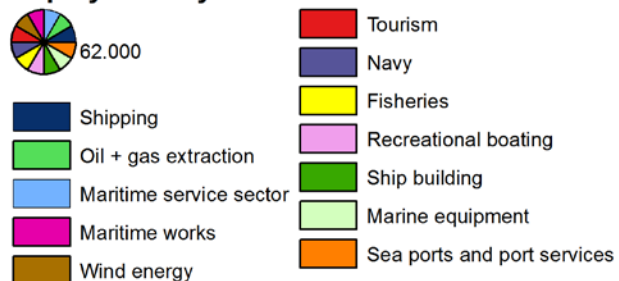 62.000
Shipping
Oil + gas extraction
Maritime service sector
Maritime works
Wind energy
Tourism
Navy
Fisheries
Recreational boating
Ship building
Marine equipment
Sea ports and port services